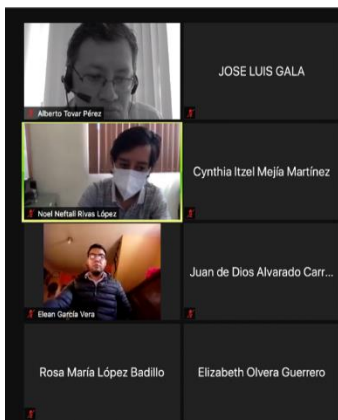 Alberto Tovar Pérez
JOSE LUIS GALA
Noel Neftali Rivas López
Cynthia Itzel Mejía Martínez
Elean García Vera
Juan de Dios Alvarado Carr...
Rosa María López Badillo
Elizabeth Olvera Guerrero